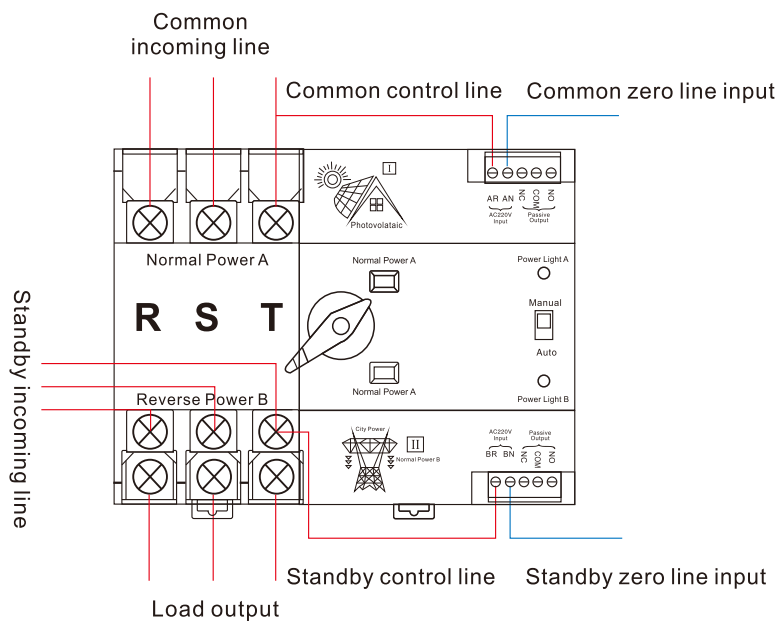 Common
incoming line
Common control line
Common zero line input
I
Photovolataic
AR AN NC COM NO
AC220V
Input
Passive
Output
Normal Power A
Normal Power A
Power Light A
R S T
Manual
Auto
Standby incoming line
Reverse Power B
Normal Power A
Power Light B
City Power
II
Normal Power B
AC220V
Input
Passive
Output
BR BN NC COM NO
Standby control line
Standby zero line input
Load output